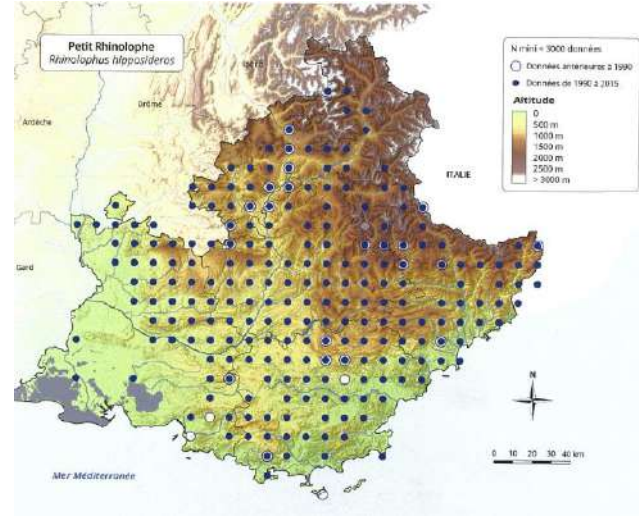 Petit Rhinolophe
Rhinolophus hipposideros
N mini = 3000 données
Données antérieures à 1990
Données de 1990 à 2015
Altitude
0
500 m
1000 m
1500 m
2000 m
2500 m
> 3000 m
Isère
Drôme
Ardèche
ITALIE
Gard
N
Mer Méditerranée
0 10 20 30 40 km